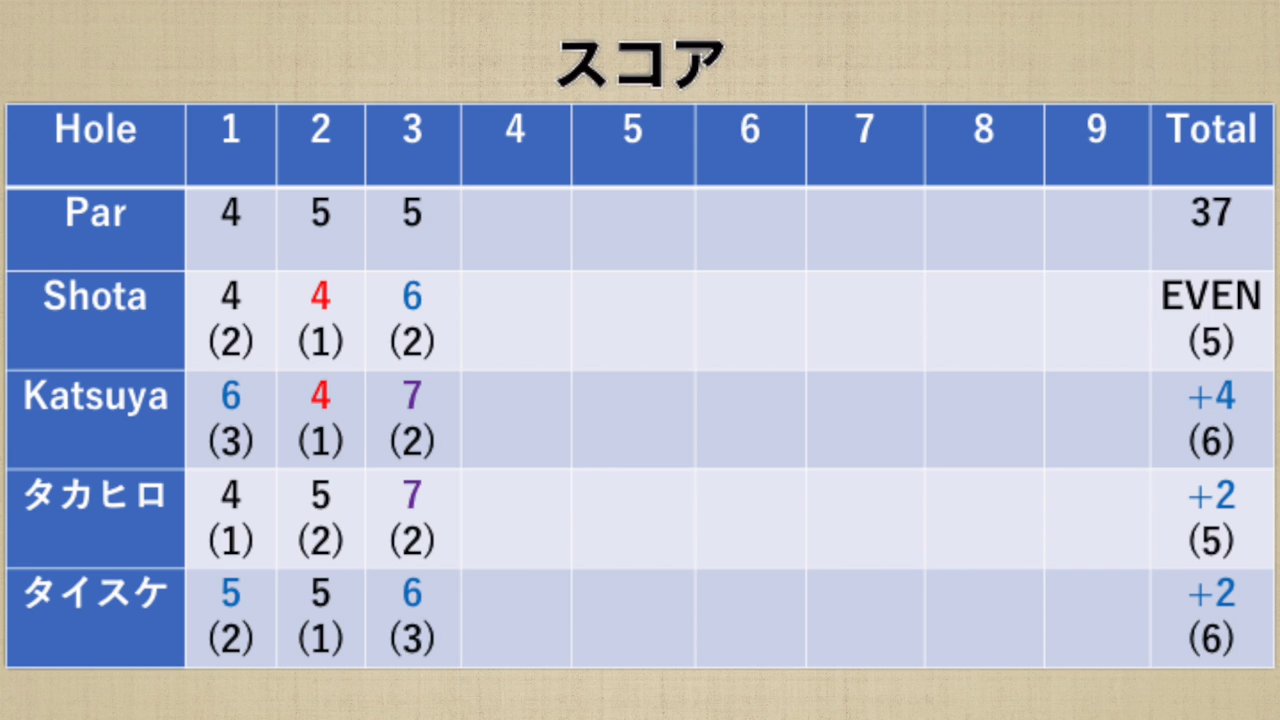 スコア
Hole 1 2 3 4 5 6 7 8 9 Total
Par 4 5 5 37
Shota 4 4 6 EVEN
(2) (1) (2) (5)
Katsuya 6 4 7 +4
(3) (1) (2) (6)
タカヒロ 4 5 7 +2
(1) (2) (2) (5)
タイスケ 5 5 6 +2
(2) (1) (3) (6)